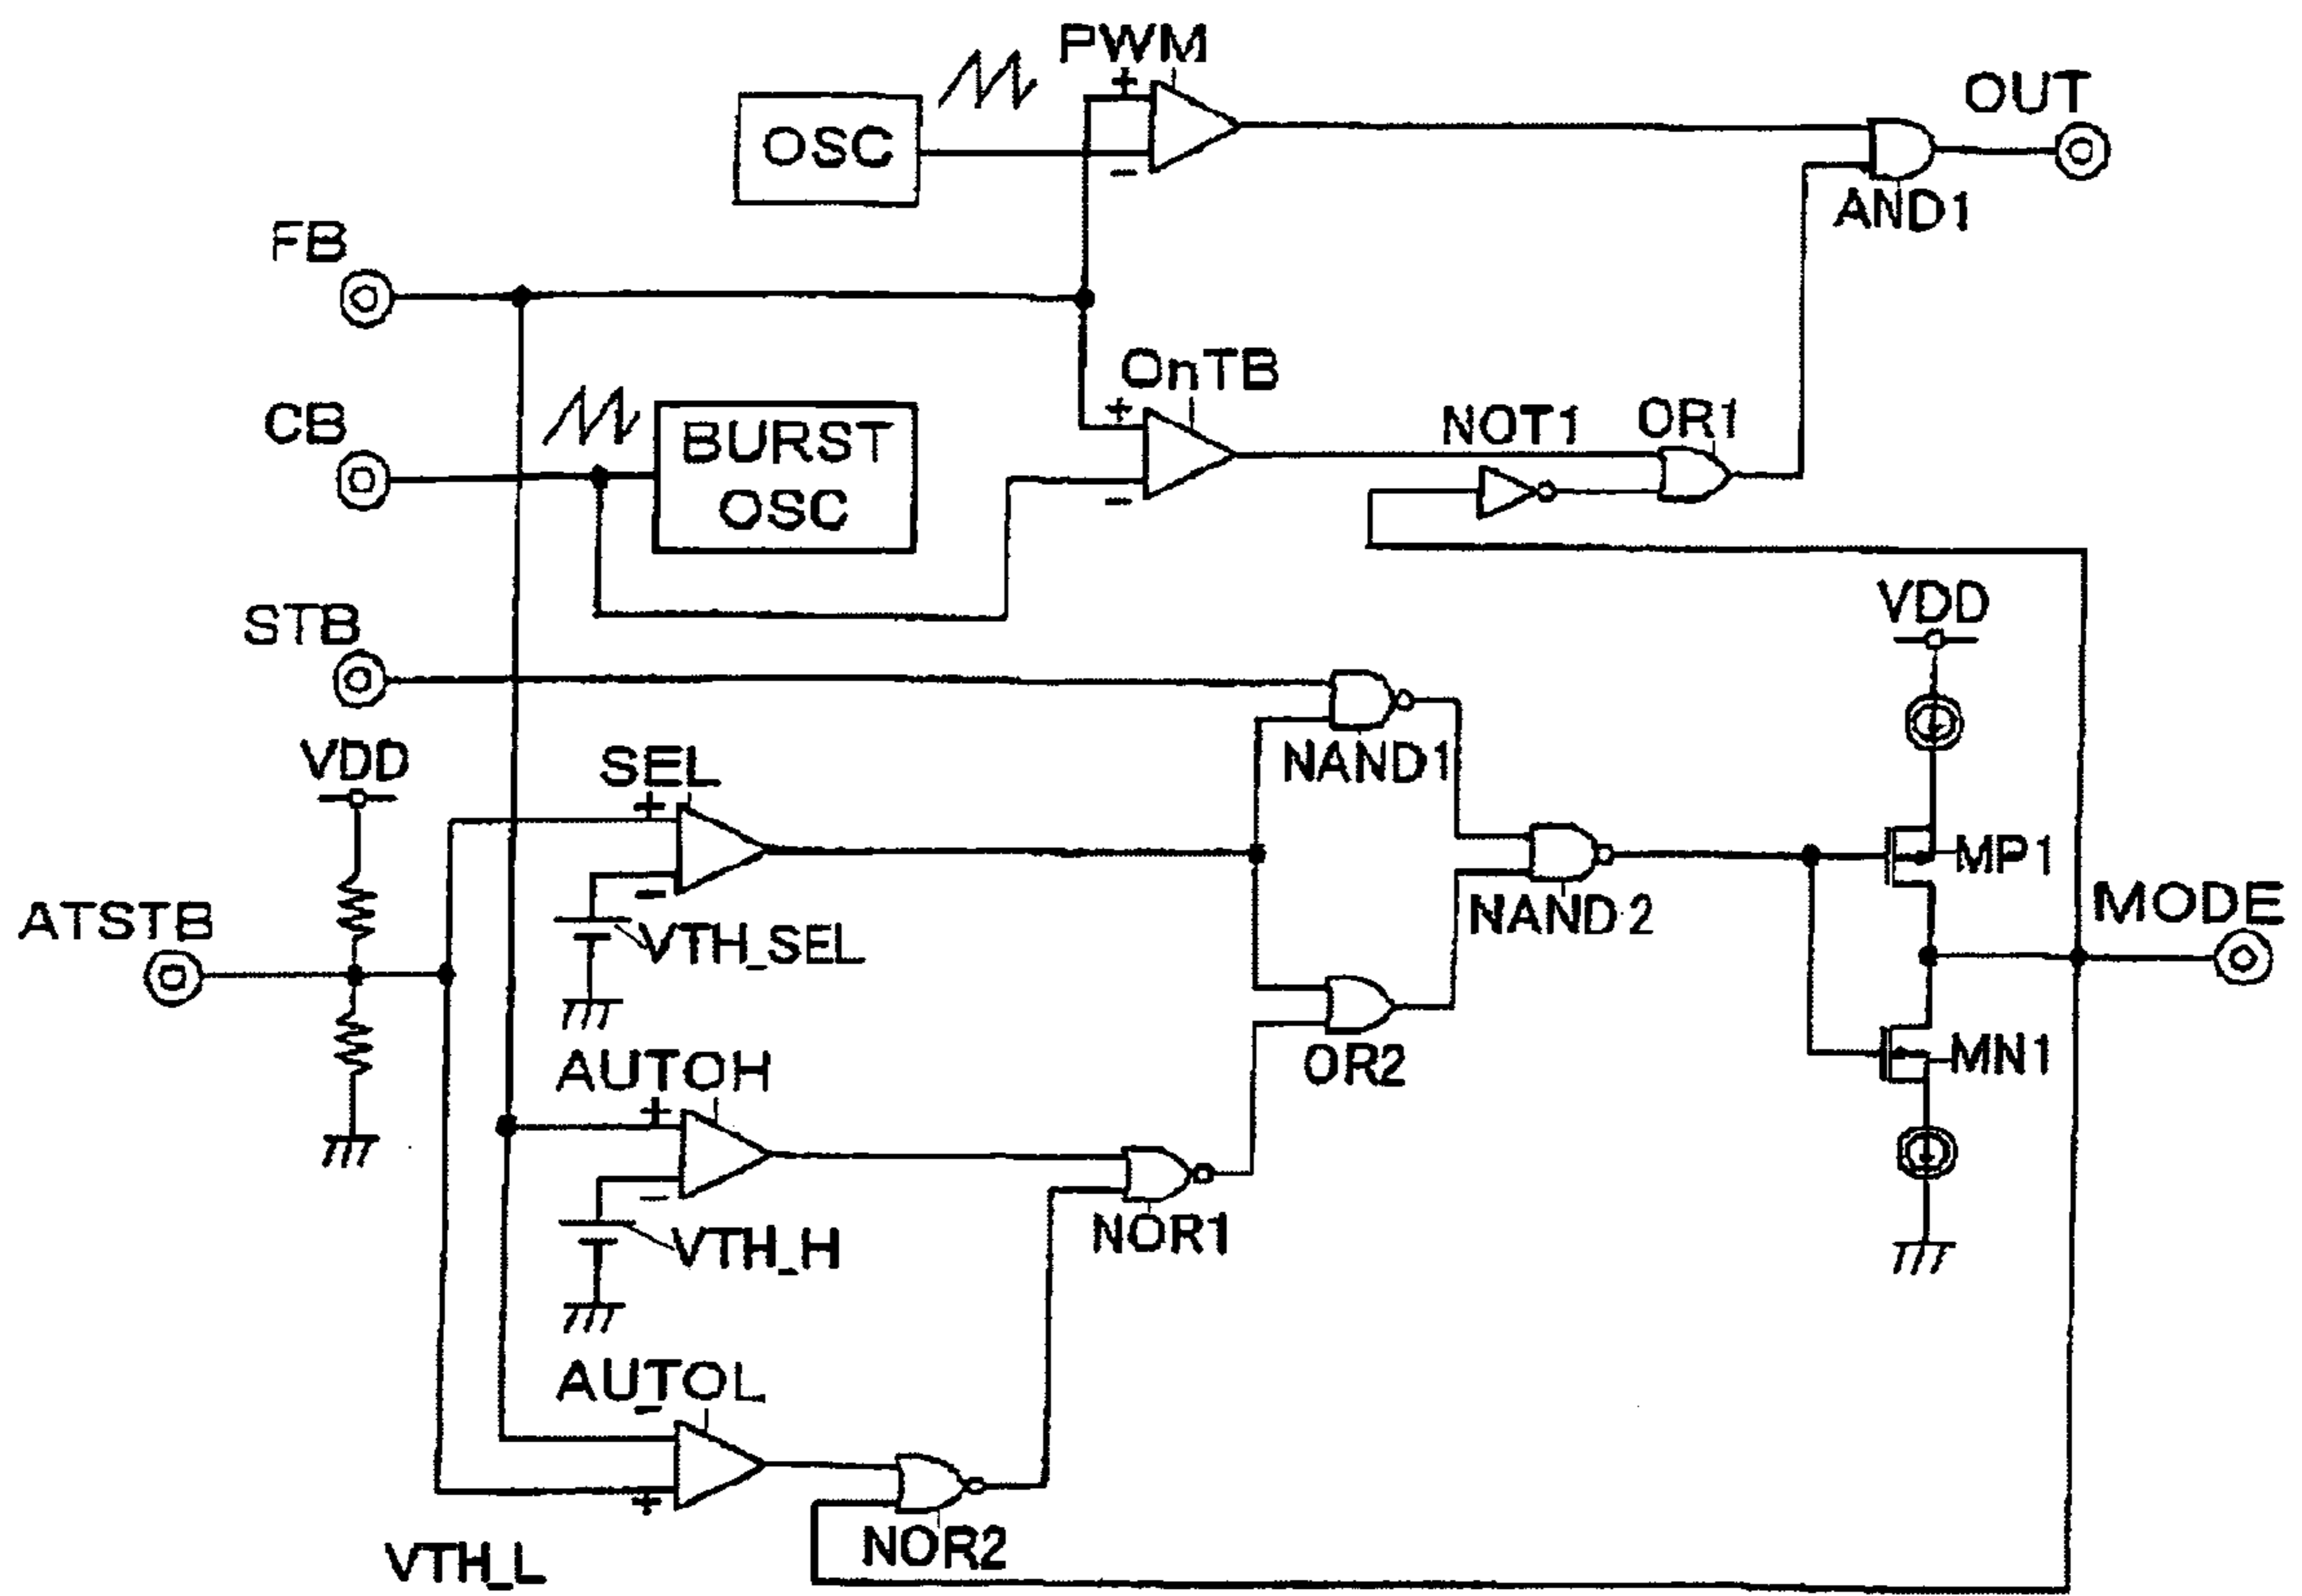 PWM
+
OSC
-
OUT
AND1
FB
OnTB
+
CB
BURST
OSC
-
NOT1
OR1
STB
VDD
NAND1
VDD
SEL
+
-
VTH_SEL
MP1
NAND2
MODE
ATSTB
AUTOH
+
-
OR2
MN1
VTH_H
NOR1
AUTOL
-
+
NOR2
VTH_L